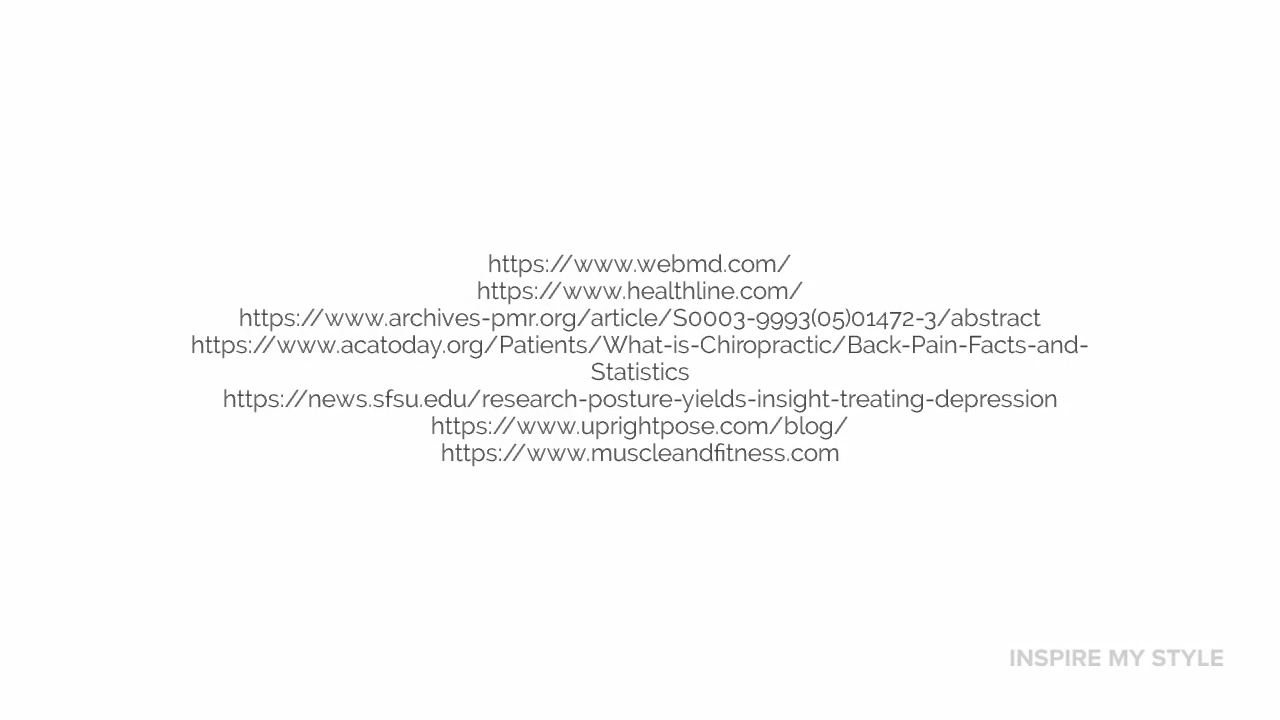 https://www.webmd.com/
https://www.healthline.com/
https://www.archives-pmr.org/article/S0003-9993(05)01472-3/abstract
https://www.acatoday.org/Patients/What-is-Chiropractic/Back-Pain-Facts-and-
Statistics
https://news.sfsu.edu/research-posture-yields-insight-treating-depression
https://www.uprightpose.com/blog/
https://www.muscleandfitness.com
INSPIRE MY STYLE